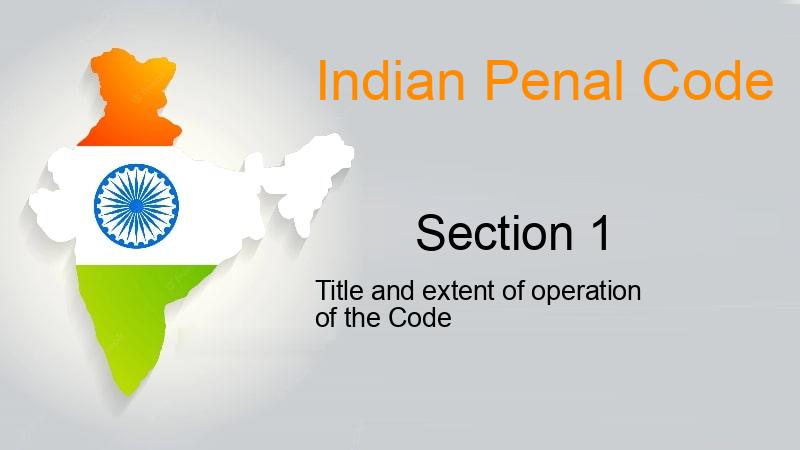 Indian Penal Code
Section 1
Title and extent of operation
of the Code